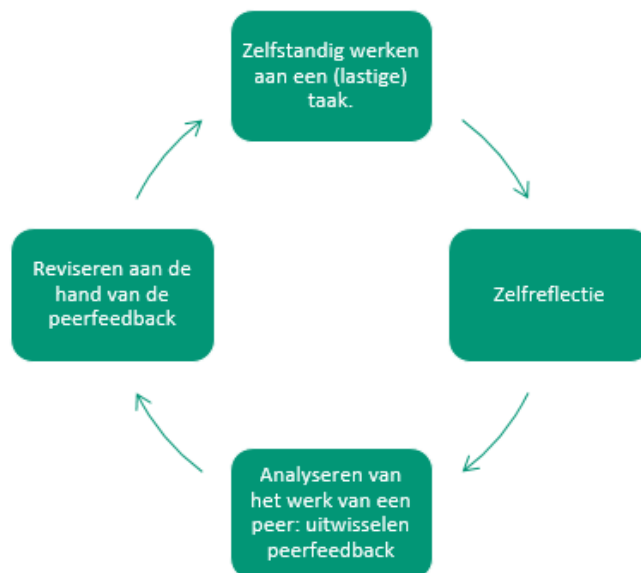 Zelfstandig werken
aan een (lastige)
taak.
Zelfreflectie
Analyseren van
het werk van een
peer: uitwisselen
peerfeedback
Reviseren aan de
hand van de
peerfeedback